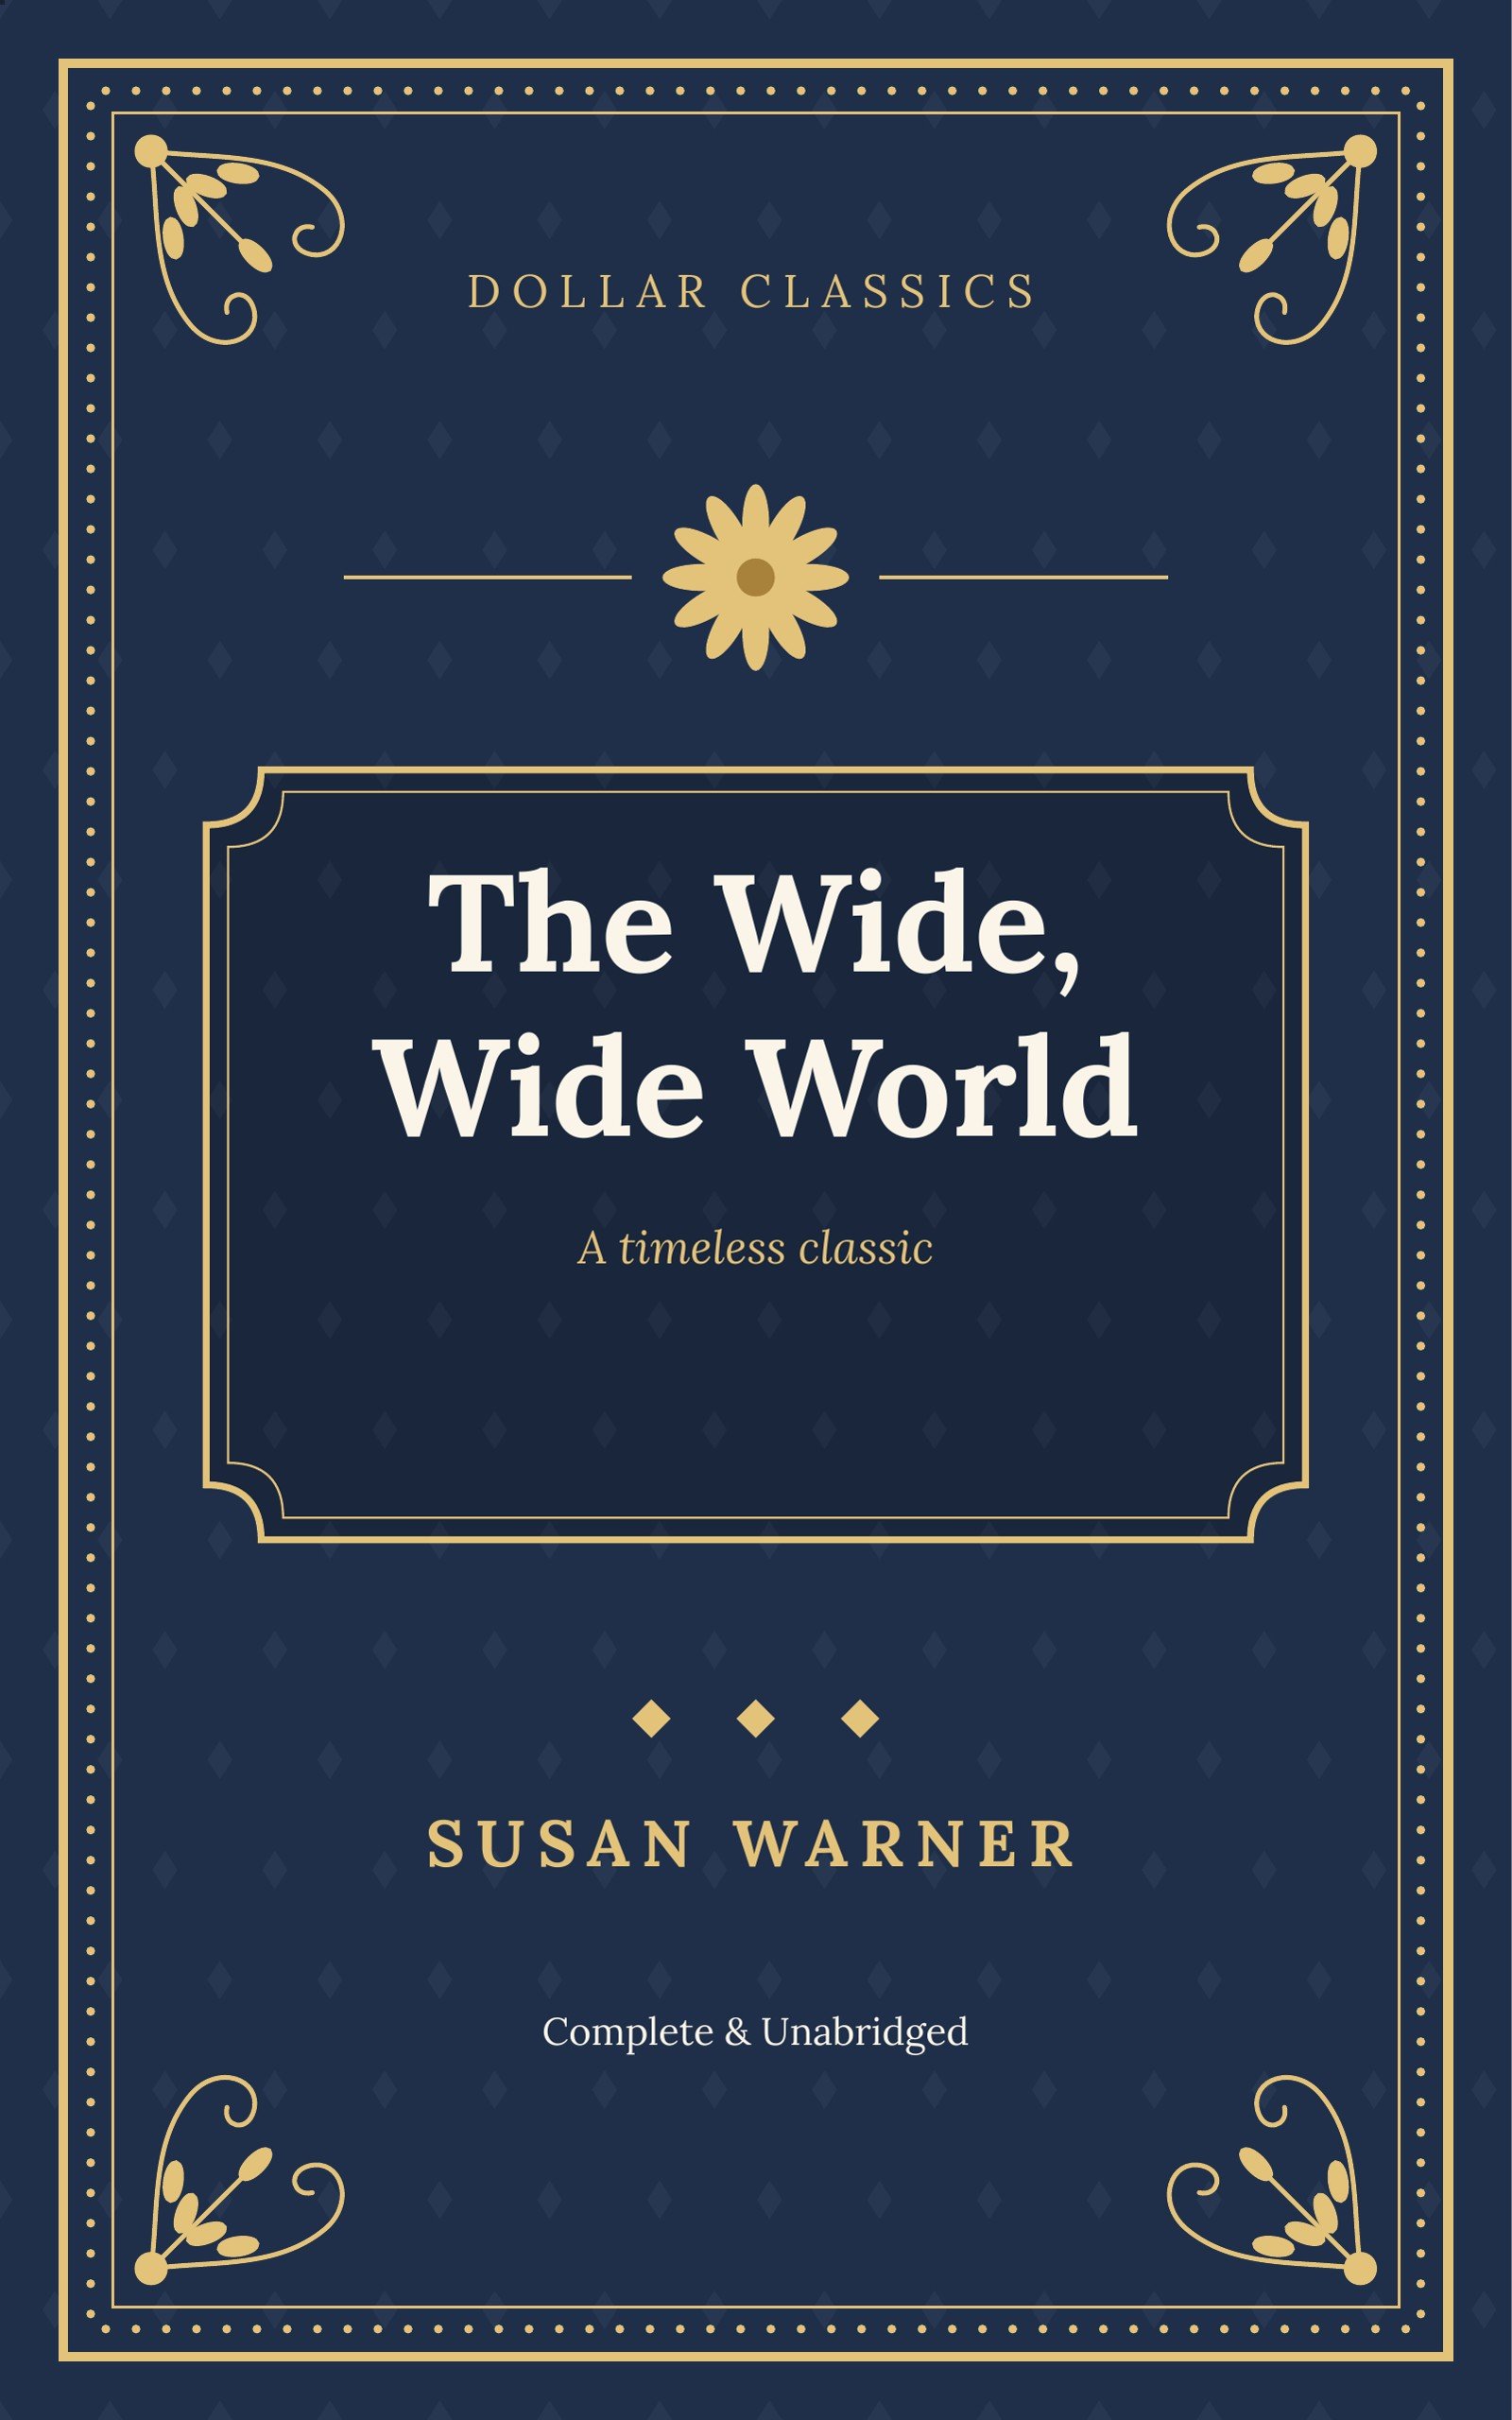 DOLLAR CLASSICS
The Wide,
Wide World
A timeless classic
SUSAN WARNER
Complete & Unabridged